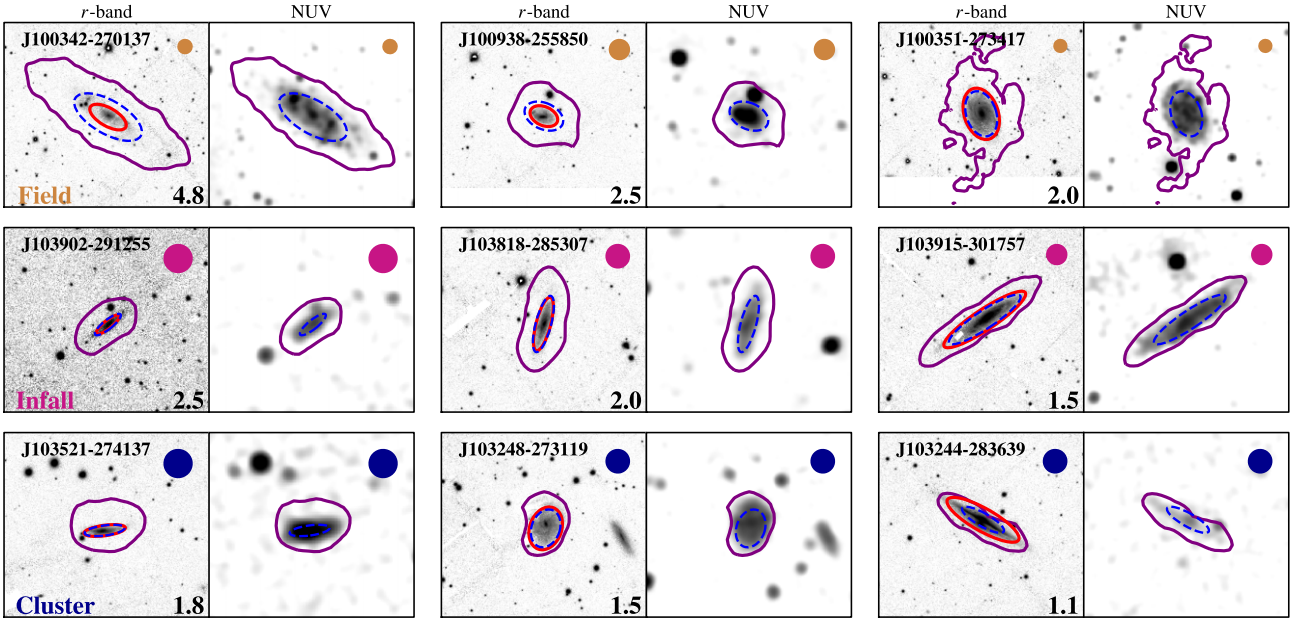 r-band NUV r-band NUV r-band NUV
J100342-270137 J100938-255850 J100351-273417
Field 4.8 2.5 2.0
J103902-291255 J103818-285307 J103915-301757
Infall 2.5 2.0 1.5
J103521-274137 J103248-273119 J103244-283639
Cluster 1.8 1.5 1.1